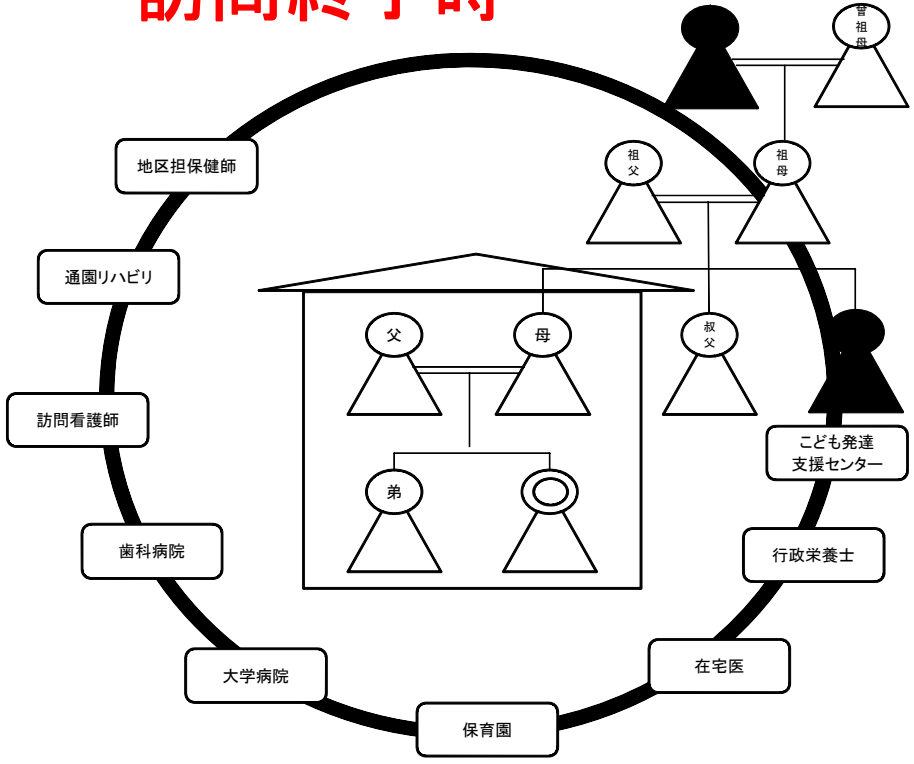 訪問終了時
曾
祖
母
祖
父
祖
母
地区担保健師
通園リハビリ
父
母
叔
父
訪問看護師
こども発達
支援センター
弟
歯科病院
行政栄養士
大学病院
在宅医
保育園